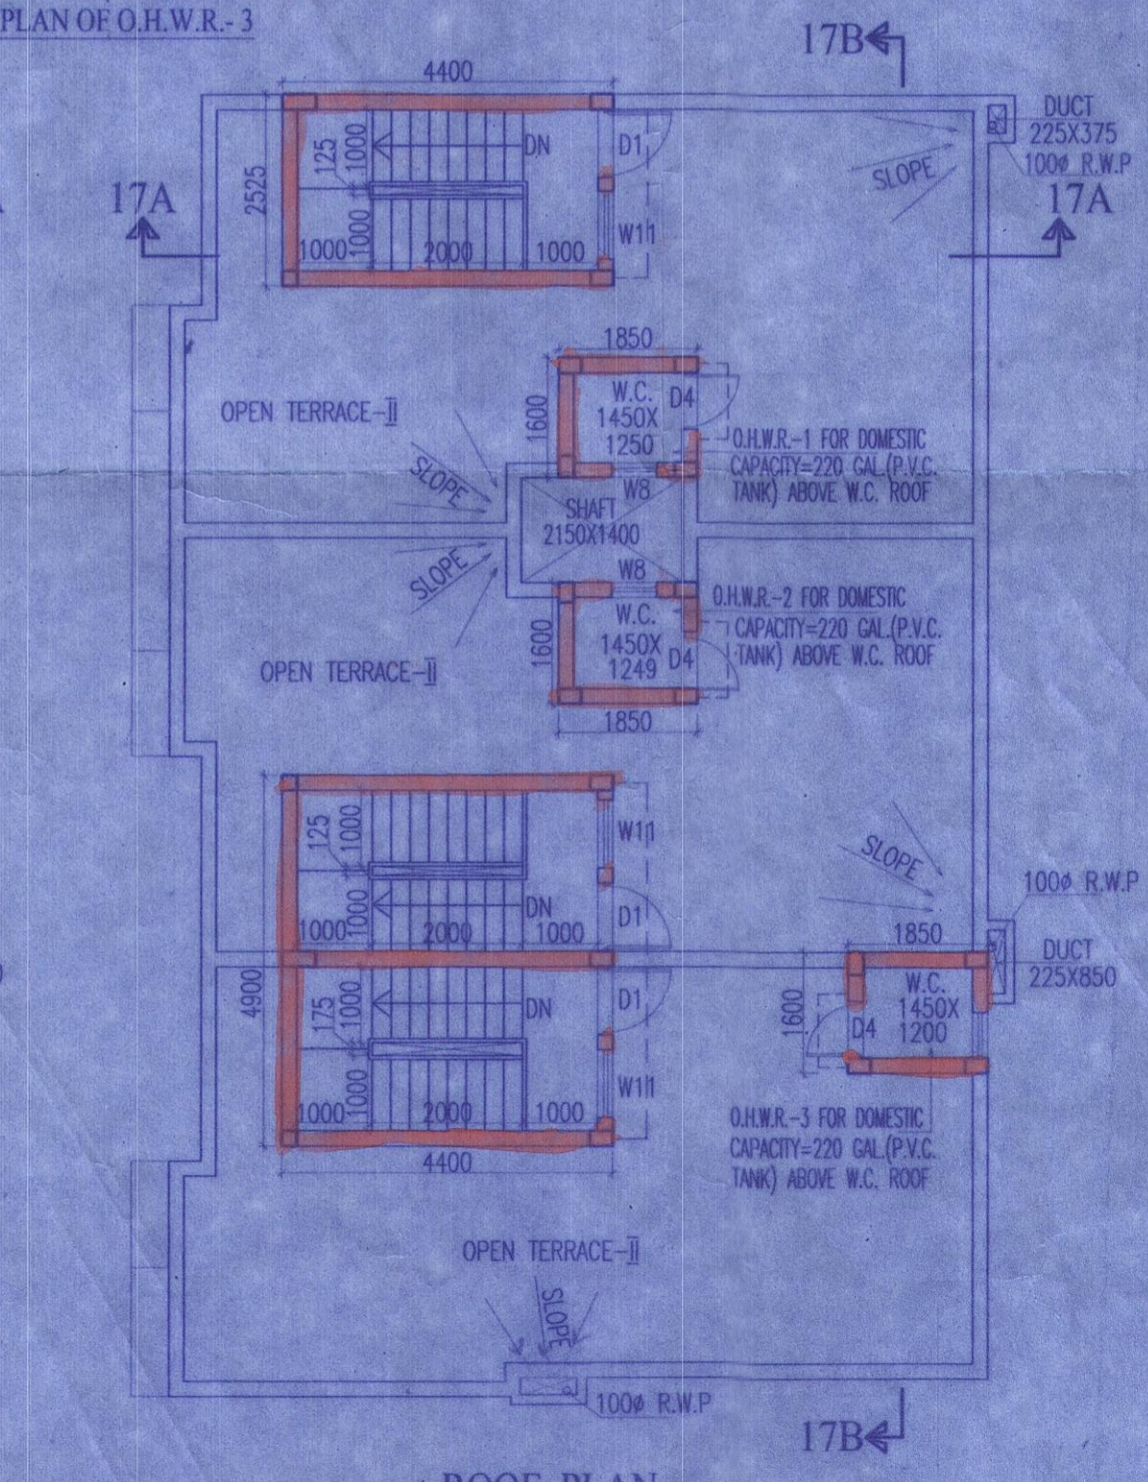 PLAN OF O.H.W.R.- 3
17B
4400
DUCT
225X375
100ø R.W.P
SLOPE
17A
17A
2525
125
1000
DN
D1
1000
W11
1000
2000
1000
1850
W.C.
1450X
1250
D4
1600
OPEN TERRACE-II
O.H.W.R.-1 FOR DOMESTIC
CAPACITY=220 GAL.(P.V.C.
TANK) ABOVE W.C. ROOF
SLOPE
W8
SHAFT
2150X1400
SLOPE
W8
O.H.W.R.-2 FOR DOMESTIC
CAPACITY=220 GAL.(P.V.C.
TANK) ABOVE W.C. ROOF
W.C.
1450X
1249
D4
1600
OPEN TERRACE-II
1850
125
1000
W11
SLOPE
100ø R.W.P
1000
DN
D1
1000
2000
1000
1850
DUCT
225X850
4900
175
1000
DN
D1
1600
W.C.
1450X
1200
D4
1000
W11
1000
2000
1000
4400
O.H.W.R.-3 FOR DOMESTIC
CAPACITY=220 GAL.(P.V.C.
TANK) ABOVE W.C. ROOF
OPEN TERRACE-II
SLOPE
100ø R.W.P
17B
ROOF PLAN